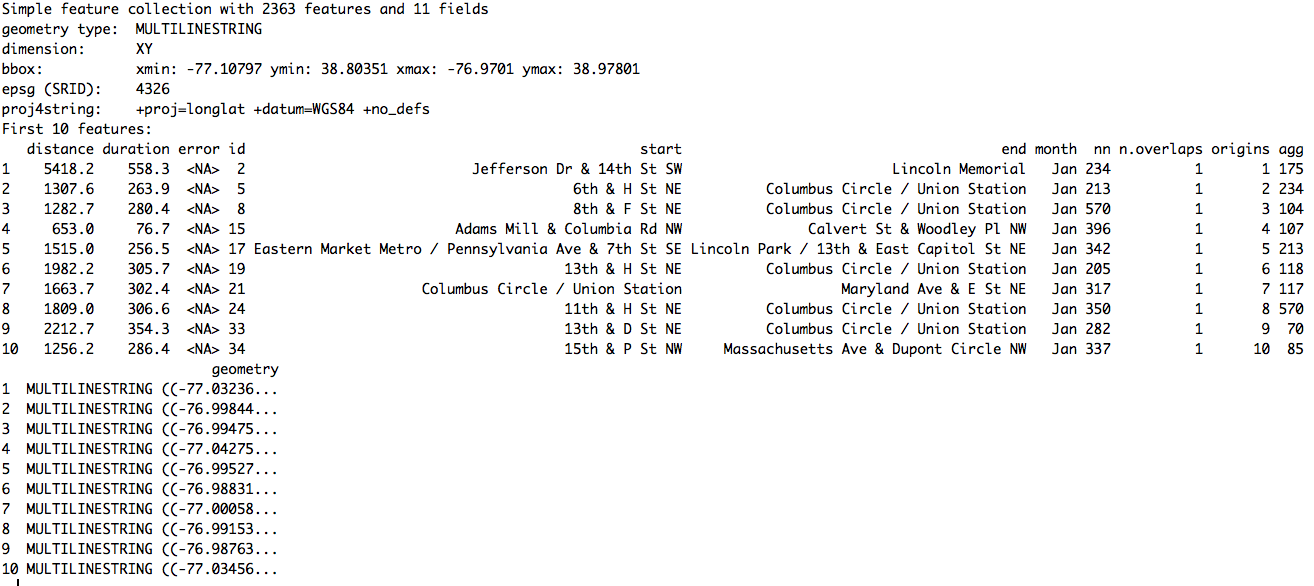 Simple feature collection with 2363 features and 11 fields
geometry type:  MULTILINESTRING
dimension:      XY
bbox:           xmin: -77.10797 ymin: 38.80351 xmax: -76.9701 ymax: 38.97801
epsg (SRID):    4326
proj4string:    +proj=longlat +datum=WGS84 +no_defs
First 10 features:
   distance duration error id                                              start                                    end month  nn n.overlaps origins agg
1    5418.2    558.3  <NA>  2                            Jefferson Dr & 14th St SW                       Lincoln Memorial   Jan 234          1       1 175
2    1307.6    263.9  <NA>  5                                        6th & H St NE        Columbus Circle / Union Station   Jan 213          1       2 234
3    1282.7    280.4  <NA>  8                                        8th & F St NE        Columbus Circle / Union Station   Jan 570          1       3 104
4     653.0     76.7  <NA> 15                          Adams Mill & Columbia Rd NW             Calvert St & Woodley Pl NW   Jan 396          1       4 107
5    1515.0    256.5  <NA> 17 Eastern Market Metro / Pennsylvania Ave & 7th St SE Lincoln Park / 13th & East Capitol St NE   Jan 342          1       5 213
6    1982.2    305.7  <NA> 19                                       13th & H St NE        Columbus Circle / Union Station   Jan 205          1       6 118
7    1663.7    302.4  <NA> 21                      Columbus Circle / Union Station                Maryland Ave & E St NE   Jan 317          1       7 117
8    1809.0    306.6  <NA> 24                                       11th & H St NE        Columbus Circle / Union Station   Jan 350          1       8 570
9    2212.7    354.3  <NA> 33                                       13th & D St NE        Columbus Circle / Union Station   Jan 282          1       9  70
10   1256.2    286.4  <NA> 34                                       15th & P St NW   Massachusetts Ave & Dupont Circle NW   Jan 337          1      10  85
                         geometry
1  MULTILINESTRING ((-77.03236...
2  MULTILINESTRING ((-76.99844...
3  MULTILINESTRING ((-76.99475...
4  MULTILINESTRING ((-77.04275...
5  MULTILINESTRING ((-76.99527...
6  MULTILINESTRING ((-76.98831...
7  MULTILINESTRING ((-77.00058...
8  MULTILINESTRING ((-76.99153...
9  MULTILINESTRING ((-76.98763...
10 MULTILINESTRING ((-77.03456...